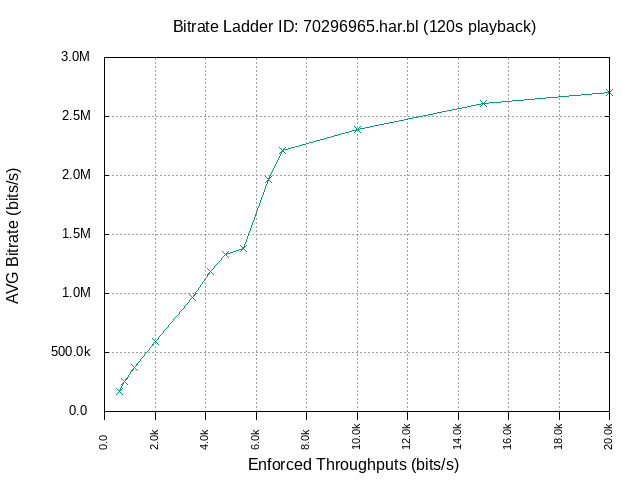 Bitrate Ladder ID: 70296965.har.bl (120s playback)
3.0M
2.5M
2.0M
1.5M
1.0M
500.0k
0.0
AVG Bitrate (bits/s)
0.0 2.0k 4.0k 6.0k 8.0k 10.0k 12.0k 14.0k 16.0k 18.0k 20.0k
Enforced Throughputs (bits/s)